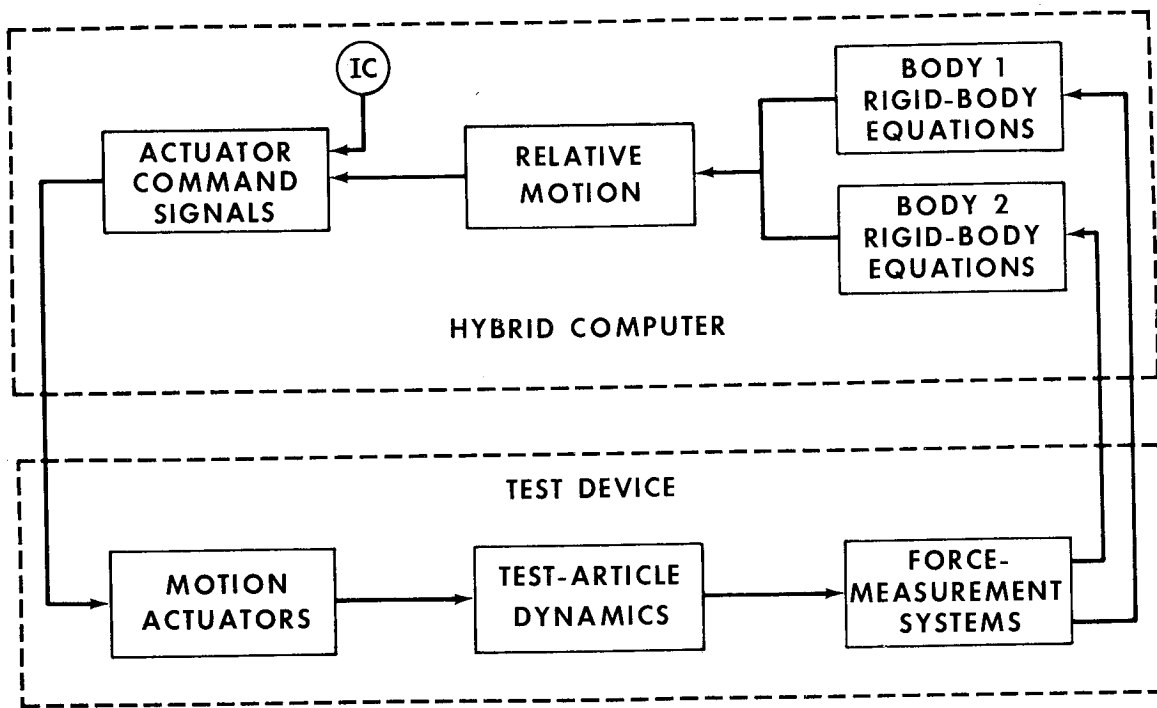 IC
ACTUATOR
COMMAND
SIGNALS
RELATIVE
MOTION
BODY 1
RIGID-BODY
EQUATIONS
BODY 2
RIGID-BODY
EQUATIONS
HYBRID COMPUTER
TEST DEVICE
MOTION
ACTUATORS
TEST-ARTICLE
DYNAMICS
FORCE-
MEASUREMENT
SYSTEMS